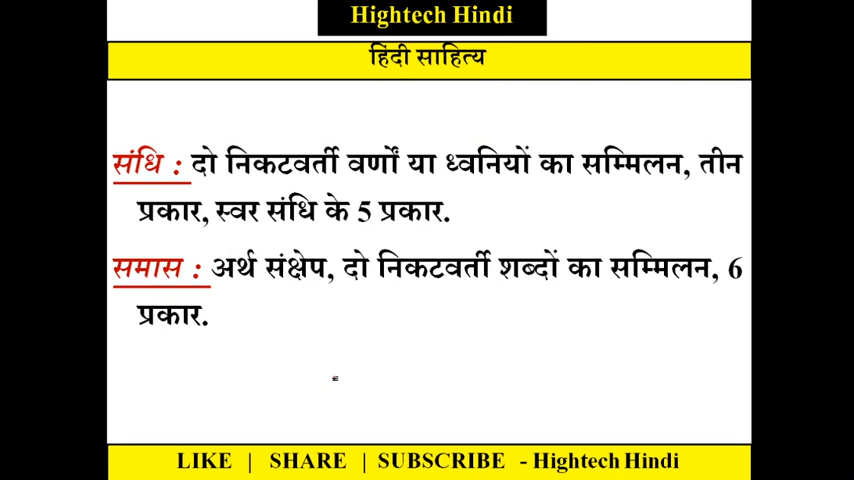 Hightech Hindi
हिंदी साहित्य
संधि : दो निकटवर्ती वर्णों या ध्वनियों का सम्मिलन, तीन
प्रकार, स्वर संधि के 5 प्रकार.
समास : अर्थ संक्षेप, दो निकटवर्ती शब्दों का सम्मिलन, 6
प्रकार.
LIKE | SHARE | SUBSCRIBE - Hightech Hindi